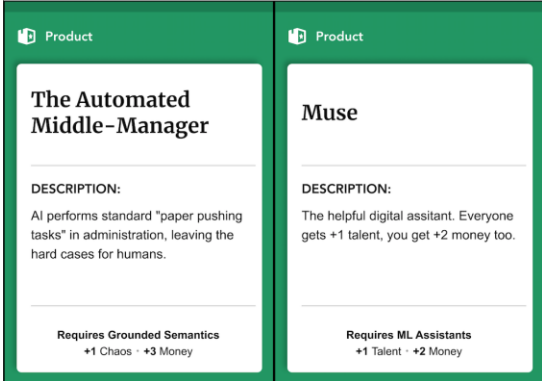 Product
The Automated
Middle-Manager
DESCRIPTION:
AI performs standard "paper pushing
tasks" in administration, leaving the
hard cases for humans.
Requires Grounded Semantics
+1 Chaos · +3 Money
Product
Muse
DESCRIPTION:
The helpful digital assitant. Everyone
gets +1 talent, you get +2 money too.
Requires ML Assistants
+1 Talent · +2 Money